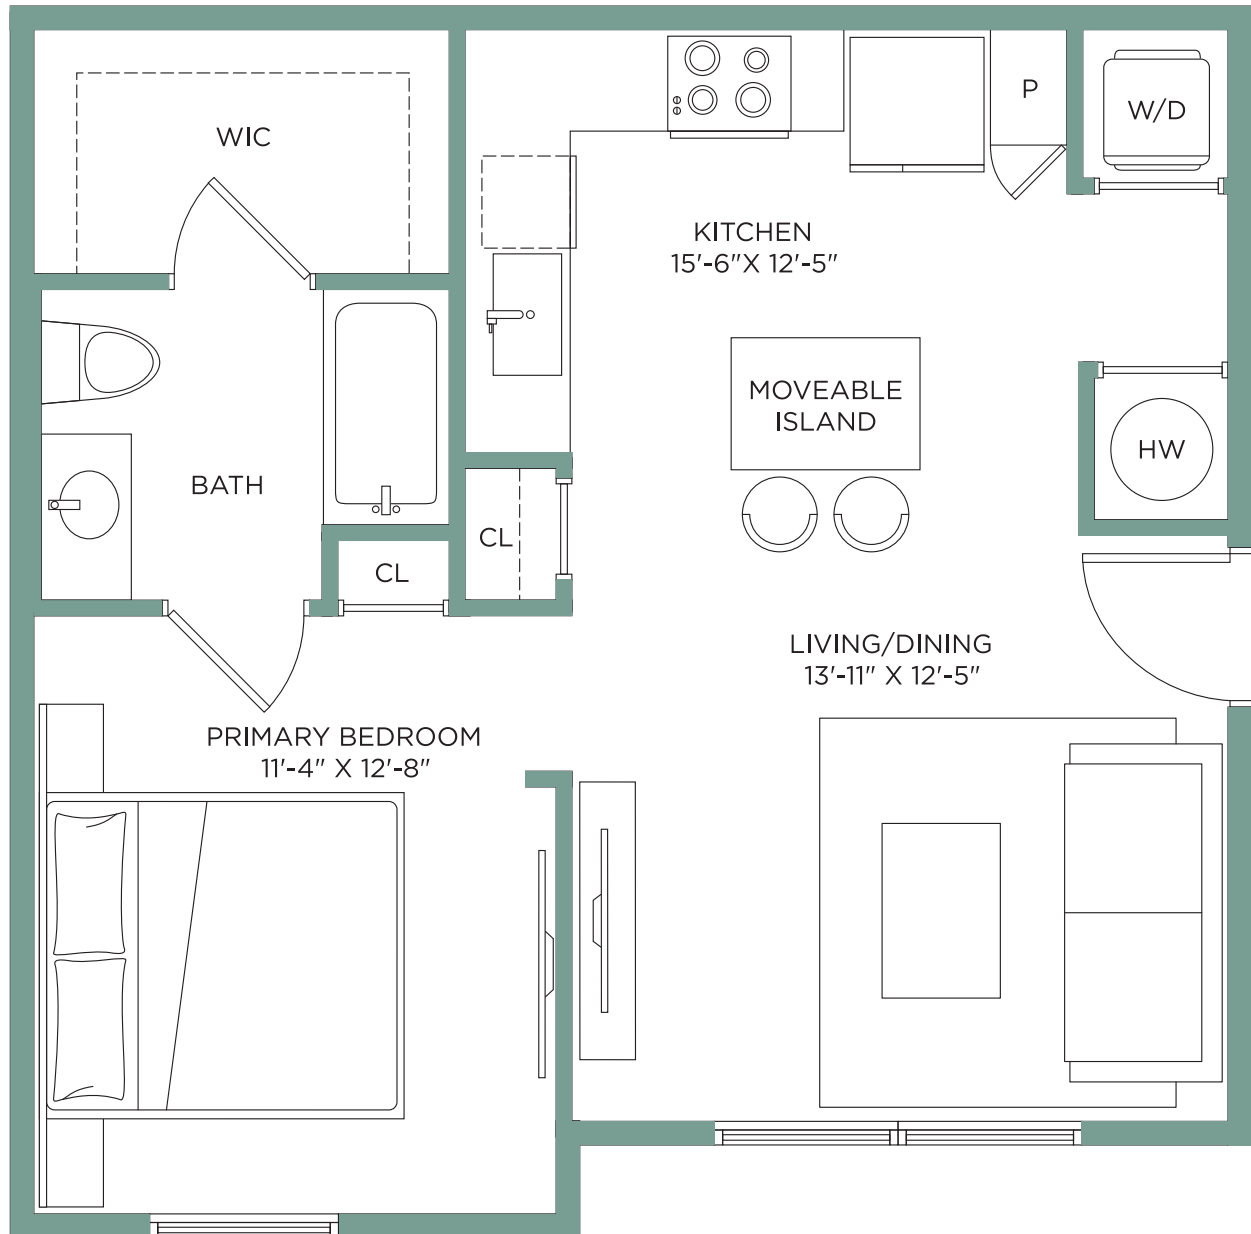 WIC
P
W/D
KITCHEN
15'-6"X 12'-5"
MOVEABLE
ISLAND
HW
BATH
CL
CL
LIVING/DINING
13'-11" X 12'-5"
PRIMARY BEDROOM
11'-4" X 12'-8"